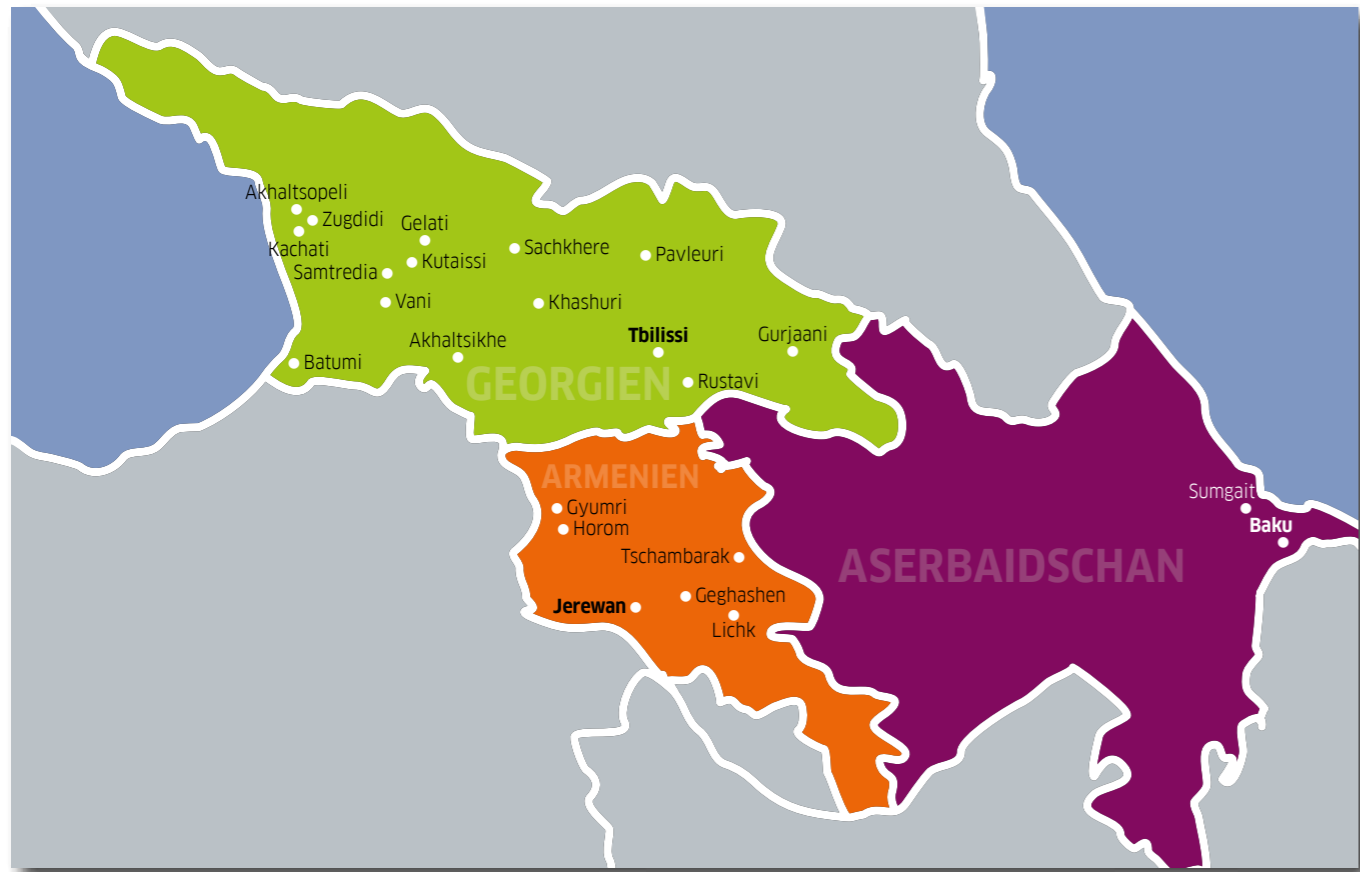 Akhaltsopeli
Zugdidi
Gelati
Kachati
Sachkhere
Pavleuri
Kutaissi
Samtredia
Vani
Khashuri
Tbilissi
Gurjaani
Akhaltsikhe
Batumi
GEORGIEN
Rustavi
ARMENIEN
Sumgait
Gyumri
Baku
Horom
Tschambarak
ASERBAIDSCHAN
Geghashen
Jerewan
Lichk